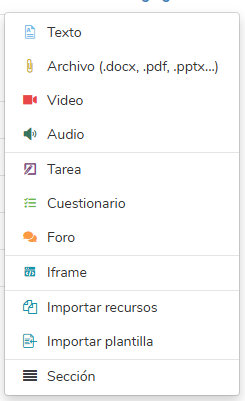 Texto
Archivo (.docx, .pdf, .pptx...)
Video
Audio
Tarea
Cuestionario
Foro
Iframe
Importar recursos
Importar plantilla
Sección